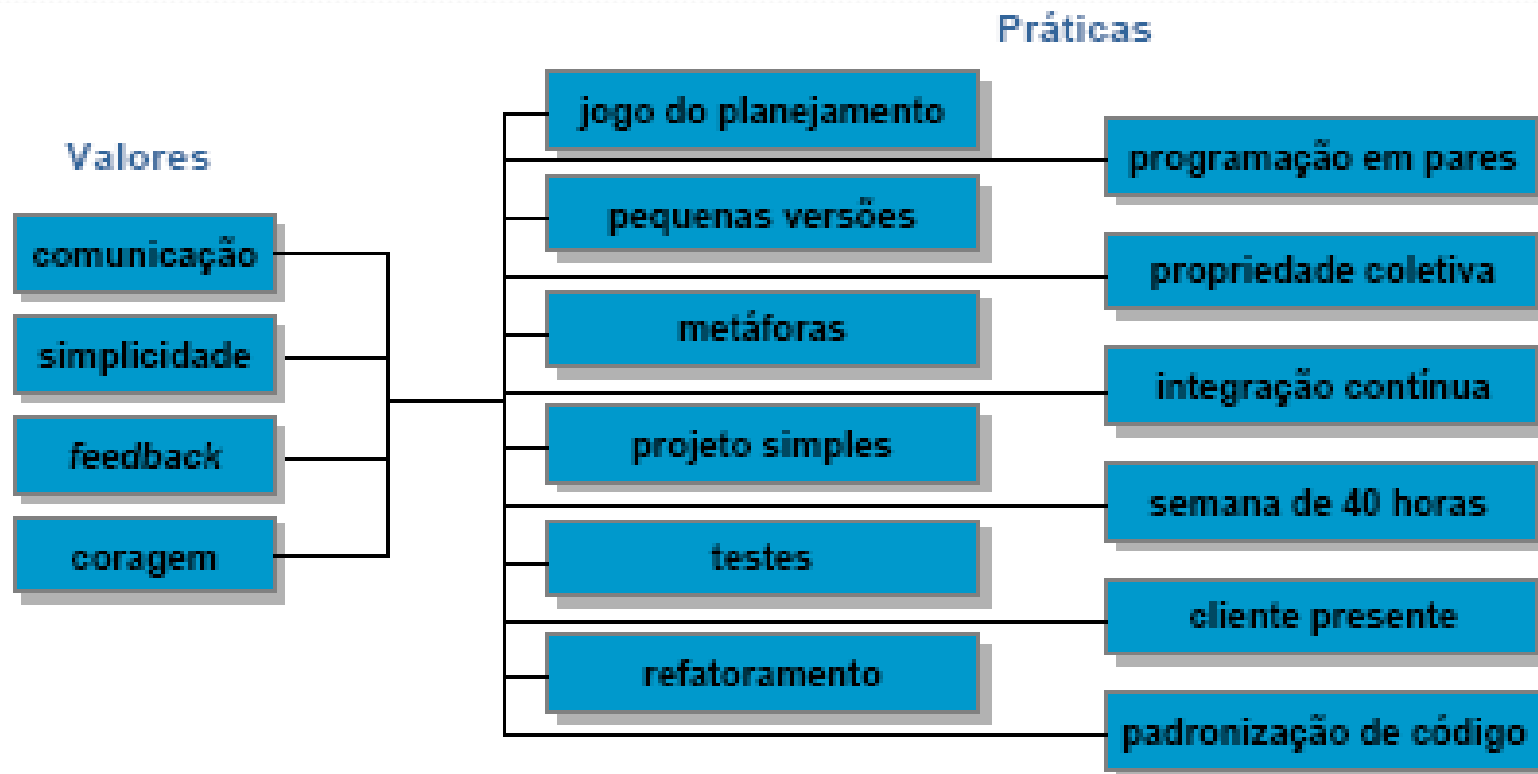 Práticas
Valores
comunicação
simplicidade
feedback
coragem
jogo do planejamento
pequenas versões
metáforas
projeto simples
testes
refatoramento
programação em pares
propriedade coletiva
integração contínua
semana de 40 horas
cliente presente
padronização de código